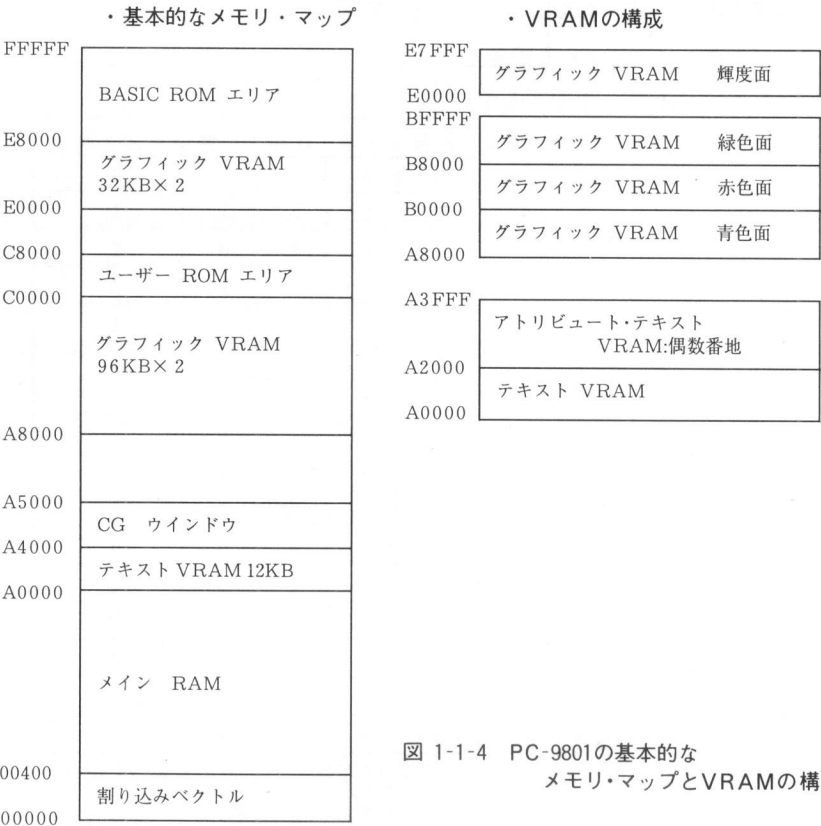 ・基本的なメモリ・マップ
FFFFF
BASIC ROM エリア
E8000
グラフィック VRAM
32KB×2
E0000
C8000
ユーザー ROM エリア
C0000
グラフィック VRAM
96KB×2
A8000
A5000
CG ウインドウ
A4000
テキスト VRAM 12KB
A0000
メイン RAM
00400
割り込みベクトル
00000
・VRAMの構成
E7FFF
グラフィック VRAM 輝度面
E0000
BFFFF
グラフィック VRAM 緑色面
B8000
グラフィック VRAM 赤色面
B0000
グラフィック VRAM 青色面
A8000
A3FFF
アトリビュート・テキスト
VRAM:偶数番地
A2000
テキスト VRAM
A0000
図 1-1-4 PC-9801の基本的な
メモリ・マップとVRAMの構